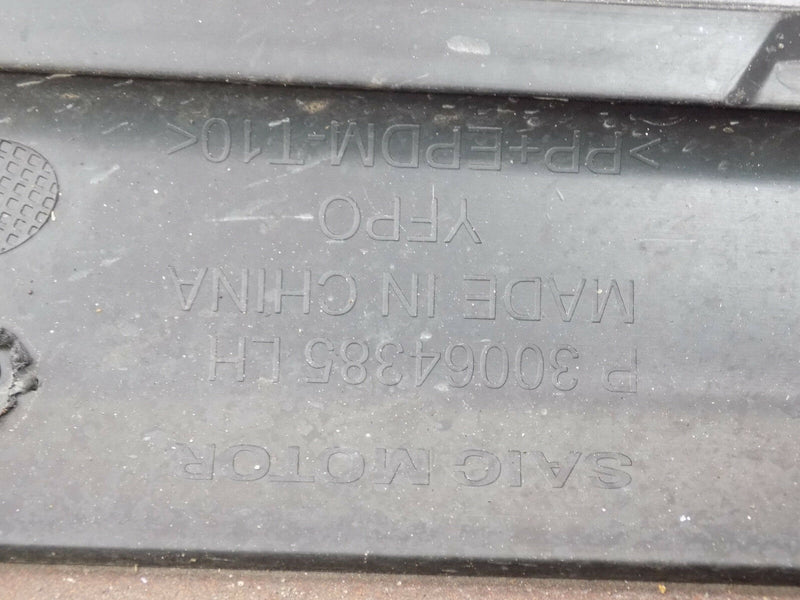 SAIC MOTOR
P 30064385 LH
MADE IN CHINA
YFPO
>PP+EPDM-T10<